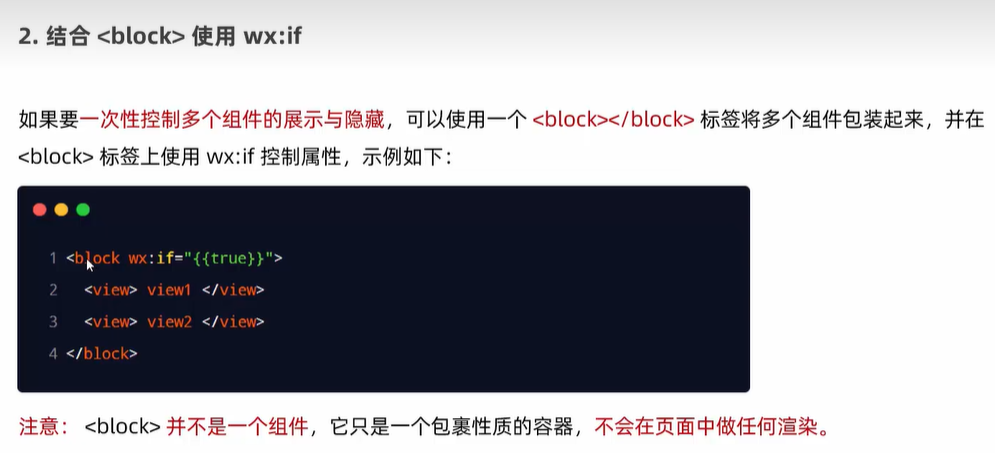 2. 结合 <block> 使用 wx:if
如果要一次性控制多个组件的展示与隐藏，可以使用一个 <block></block> 标签将多个组件包装起来，并在
<block> 标签上使用 wx:if 控制属性，示例如下：
1 <block wx:if="{{true}}">
2 <view> view1 </view>
3 <view> view2 </view>
4 </block>
注意： <block> 并不是一个组件，它只是一个包裹性质的容器，不会在页面中做任何渲染。